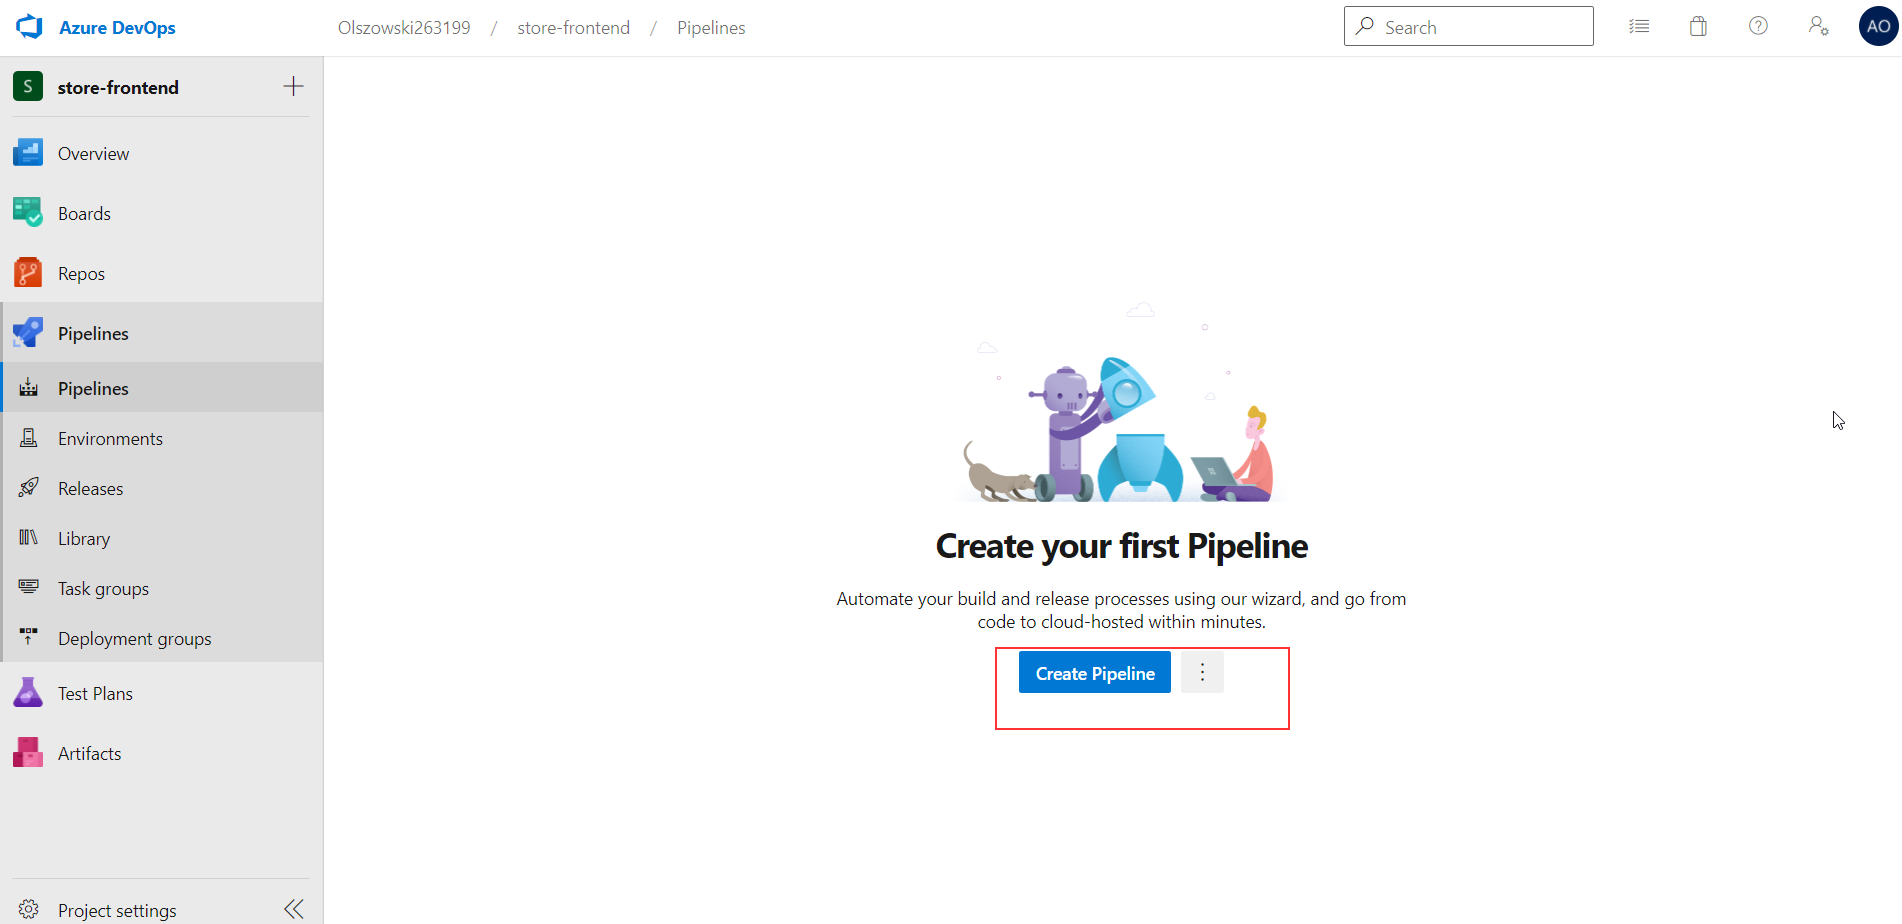 Azure DevOps
Olszowski263199 / store-frontend / Pipelines
Search
AO
S store-frontend
Overview
Boards
Repos
Pipelines
Pipelines
Environments
Releases
Library
Task groups
Deployment groups
Test Plans
Artifacts
Project settings
Create your first Pipeline
Automate your build and release processes using our wizard, and go from
code to cloud-hosted within minutes.
Create Pipeline